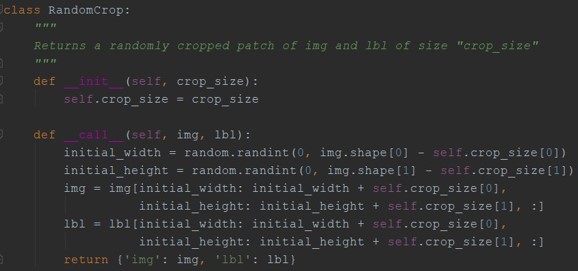 class RandomCrop:
    """
    Returns a randomly cropped patch of img and lbl of size "crop_size"
    """
    def __init__(self, crop_size):
        self.crop_size = crop_size

    def __call__(self, img, lbl):
        initial_width = random.randint(0, img.shape[0] - self.crop_size[0])
        initial_height = random.randint(0, img.shape[1] - self.crop_size[1])
        img = img[initial_width: initial_width + self.crop_size[0],
                  initial_height: initial_height + self.crop_size[1], :]
        lbl = lbl[initial_width: initial_width + self.crop_size[0],
                  initial_height: initial_height + self.crop_size[1], :]
        return {'img': img, 'lbl': lbl}